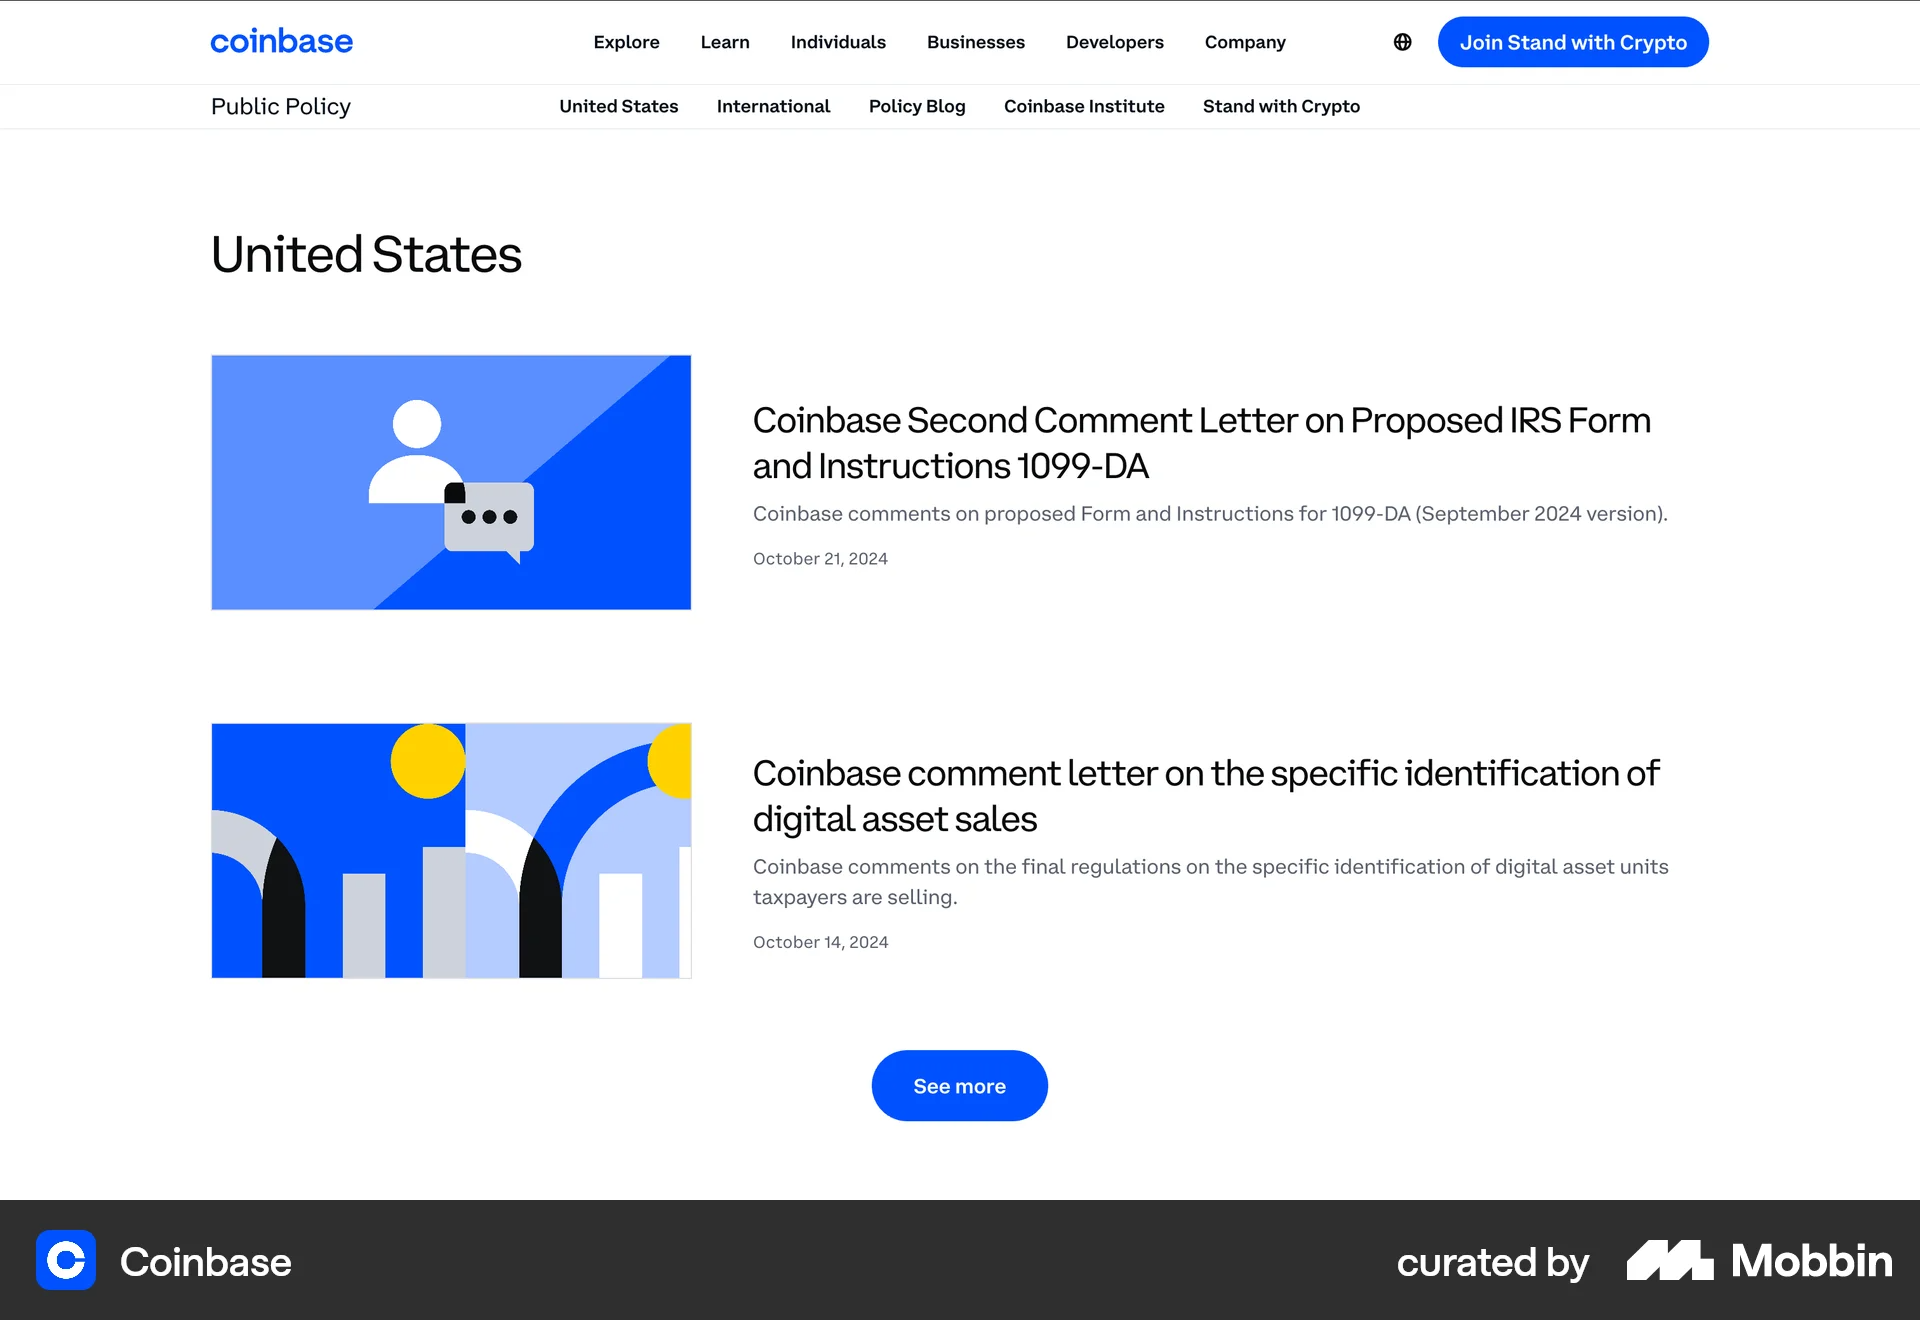 coinbase
Explore
Learn
Individuals
Businesses
Developers
Company
Join Stand with Crypto
Public Policy
United States
International
Policy Blog
Coinbase Institute
Stand with Crypto
United States
Coinbase Second Comment Letter on Proposed IRS Form
and Instructions 1099-DA
Coinbase comments on proposed Form and Instructions for 1099-DA (September 2024 version).
October 21, 2024
Coinbase comment letter on the specific identification of
digital asset sales
Coinbase comments on the final regulations on the specific identification of digital asset units
taxpayers are selling.
October 14, 2024
See more
Coinbase
curated by
Mobbin